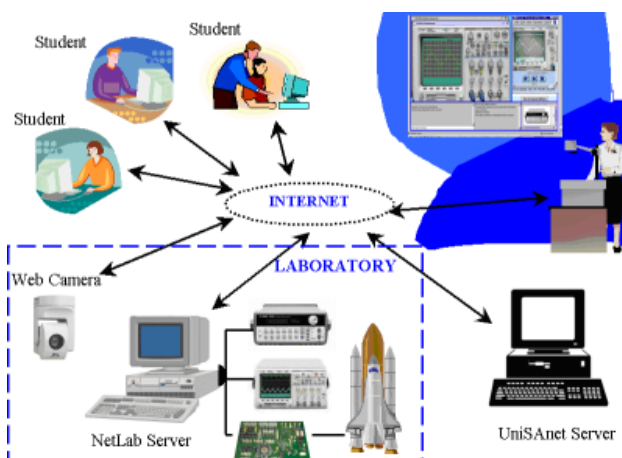 Student
Student
Student
INTERNET
LABORATORY
Web Camera
NetLab Server
UniSAnet Server